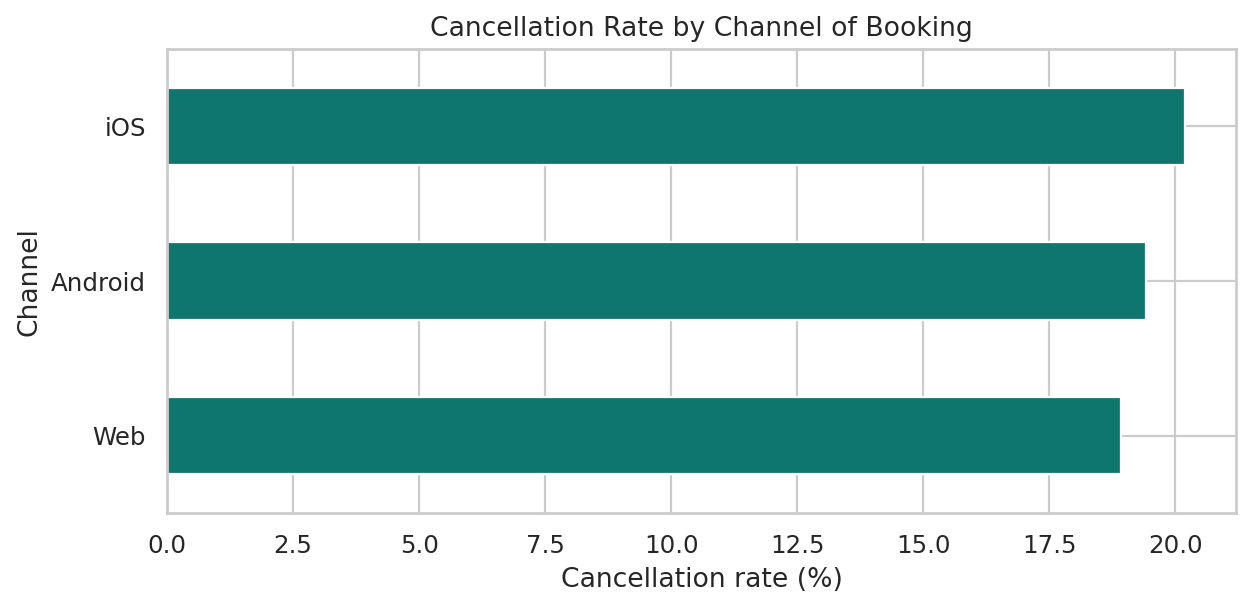 Cancellation Rate by Channel of Booking
iOS
Android
Web
Channel
0.0 2.5 5.0 7.5 10.0 12.5 15.0 17.5 20.0
Cancellation rate (%)